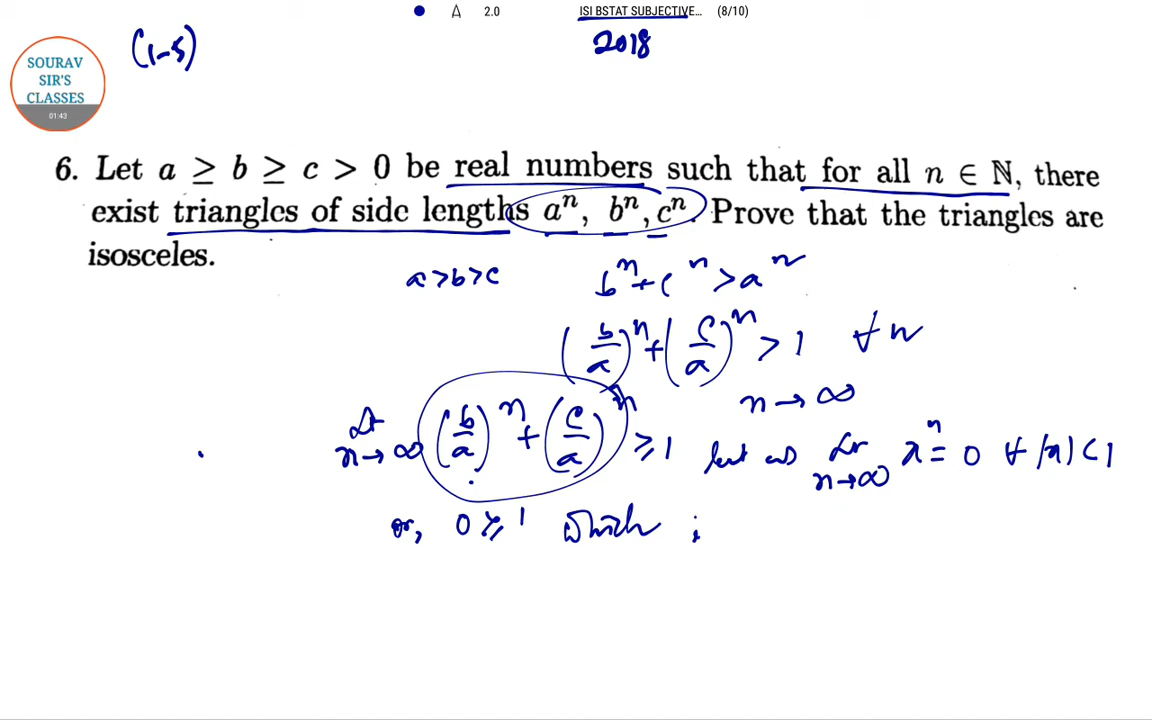 2.0 ISI BSTAT SUBJECTIVE... (8/10)
(1-5)
2018
SOURAV
SIR'S
CLASSES
01:43
6. Let a ≥ b ≥ c > 0 be real numbers such that for all n ∈ ℕ, there
exist triangles of side lengths aⁿ, bⁿ, cⁿ. Prove that the triangles are
isosceles.
a>b>c bⁿ+cⁿ>aⁿ
(b/a)ⁿ+(c/a)ⁿ > 1 ∀ n
n→∞
Lt n→∞ (b/a)ⁿ+(c/a)ⁿ ≥ 1 but as Lt n→∞ xⁿ = 0 ∀ |x|<1
or, 0 ≥ 1 which i